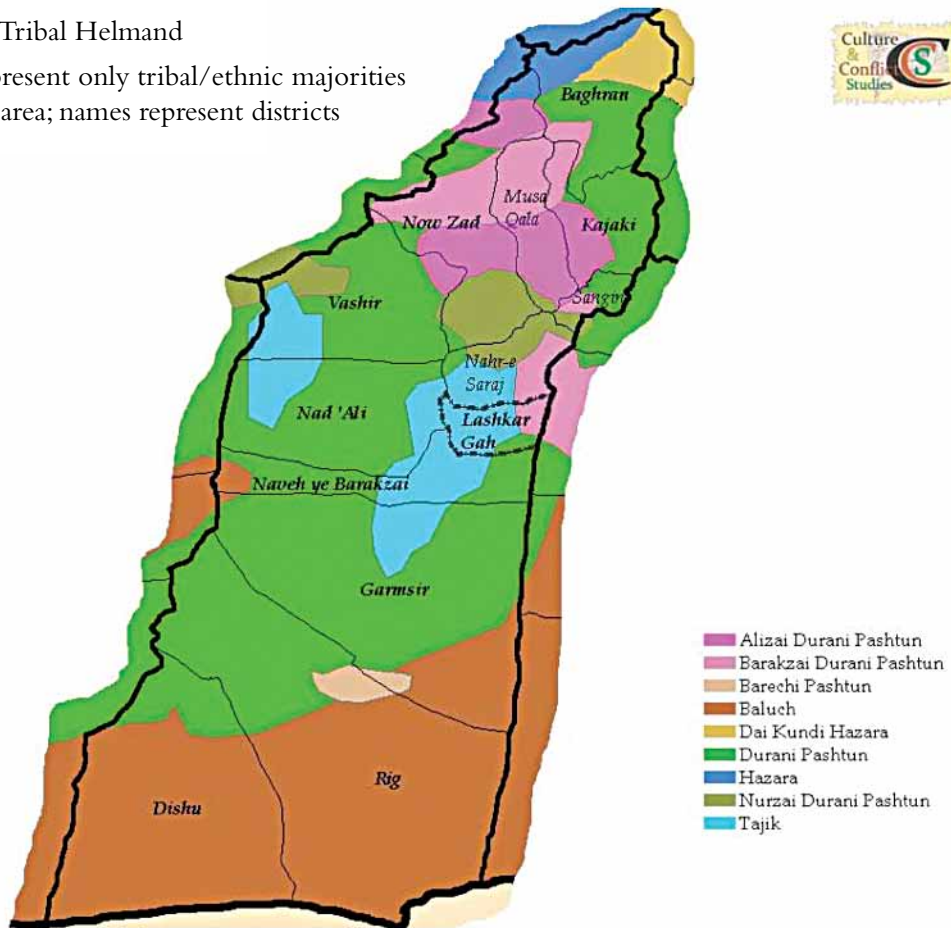 Tribal Helmand
present only tribal/ethnic majorities
area; names represent districts
Culture
&
Conflict
Studies
CCS
Baghran
Musa
Qala
Now Zad
Kajaki
Sangin
Vashir
Nahr-e
Saraj
Nad 'Ali
Lashkar
Gah
Naveh ye Barakzai
Garmsir
Rig
Dishu
Alizai Durani Pashtun
Barakzai Durani Pashtun
Barechi Pashtun
Baluch
Dai Kundi Hazara
Durani Pashtun
Hazara
Nurzai Durani Pashtun
Tajik